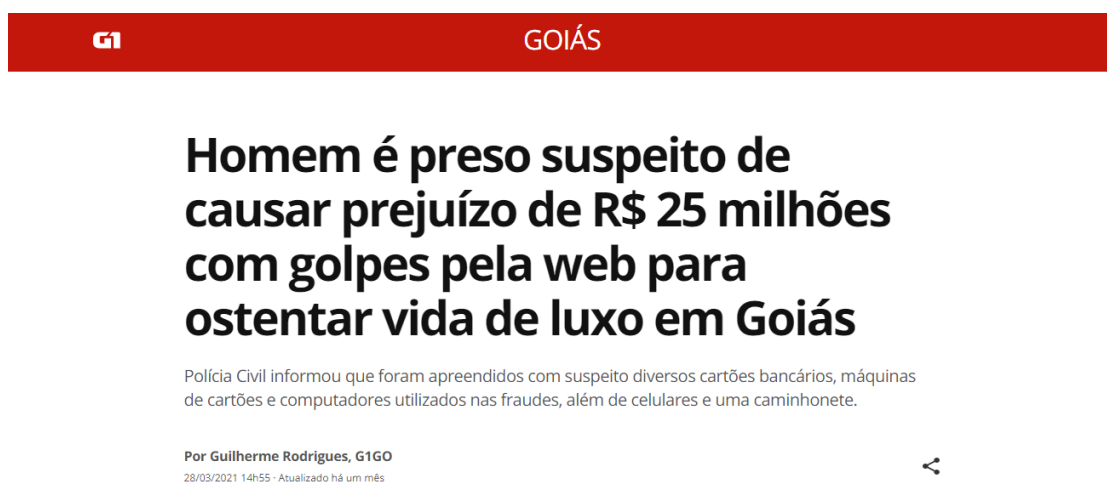 G1
GOIÁS
Homem é preso suspeito de
causar prejuízo de R$ 25 milhões
com golpes pela web para
ostentar vida de luxo em Goiás
Polícia Civil informou que foram apreendidos com suspeito diversos cartões bancários, máquinas
de cartões e computadores utilizados nas fraudes, além de celulares e uma caminhonete.
Por Guilherme Rodrigues, G1GO
28/03/2021 14h55 · Atualizado há um mês